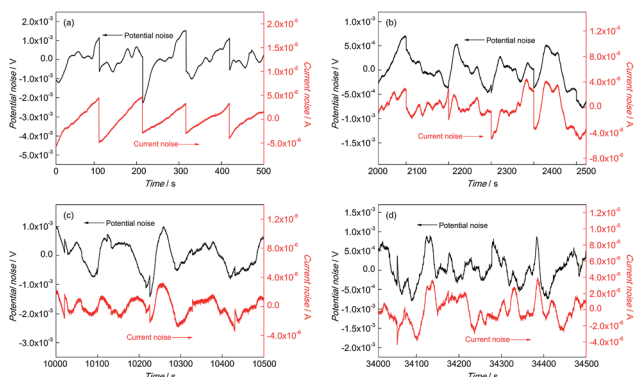 (a)
Potential noise
Current noise
Potential noise / V
2.0x10⁻³
1.0x10⁻³
0.0
-1.0x10⁻³
-2.0x10⁻³
-3.0x10⁻³
-4.0x10⁻³
-5.0x10⁻³
0 100 200 300 400 500
Time / s
2.0x10⁻⁵
1.5x10⁻⁵
1.0x10⁻⁵
5.0x10⁻⁶
0.0
-5.0x10⁻⁶
Current noise / A
(b)
Potential noise
Current noise
Potential noise / V
1.0x10⁻³
5.0x10⁻⁴
0.0
-5.0x10⁻⁴
-1.0x10⁻³
-1.5x10⁻³
2000 2100 2200 2300 2400 2500
Time / s
1.2x10⁻⁵
8.0x10⁻⁶
4.0x10⁻⁶
0.0
-4.0x10⁻⁶
-8.0x10⁻⁶
Current noise / A
(c)
Potential noise
Current noise
Potential noise / V
1.0x10⁻³
0.0
-1.0x10⁻³
-2.0x10⁻³
-3.0x10⁻³
10000 10100 10200 10300 10400 10500
Time / s
1.2x10⁻⁵
8.0x10⁻⁶
4.0x10⁻⁶
0.0
-4.0x10⁻⁶
Current noise / A
(d)
Potential noise
Current noise
Potential noise / V
1.5x10⁻³
1.0x10⁻³
5.0x10⁻⁴
0.0
-5.0x10⁻⁴
-1.0x10⁻³
-1.5x10⁻³
-2.0x10⁻³
34000 34100 34200 34300 34400 34500
Time / s
1.2x10⁻⁵
8.0x10⁻⁶
4.0x10⁻⁶
2.0x10⁻⁶
0.0
-2.0x10⁻⁶
-4.0x10⁻⁶
Current noise / A